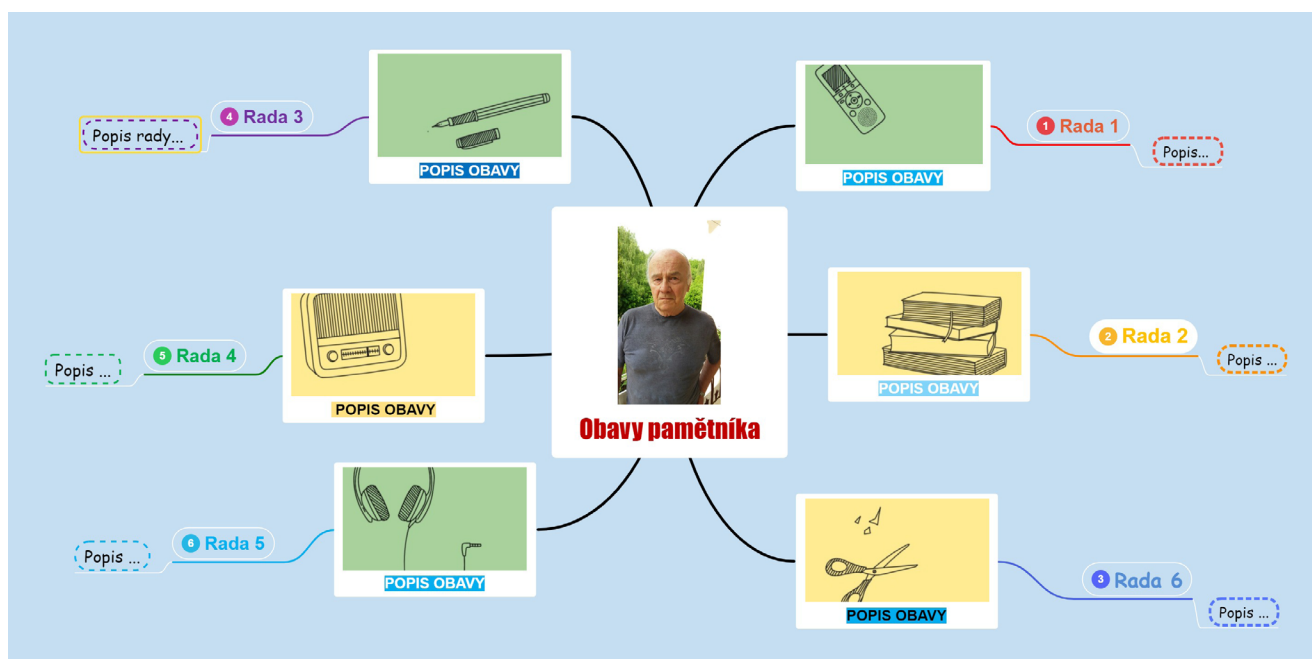 4 Rada 3
Popis rady...
POPIS OBAVY
1 Rada 1
Popis...
POPIS OBAVY
Obavy pamětníka
2 Rada 2
Popis ...
POPIS OBAVY
5 Rada 4
Popis ...
POPIS OBAVY
6 Rada 5
Popis ...
POPIS OBAVY
3 Rada 6
Popis ...
POPIS OBAVY